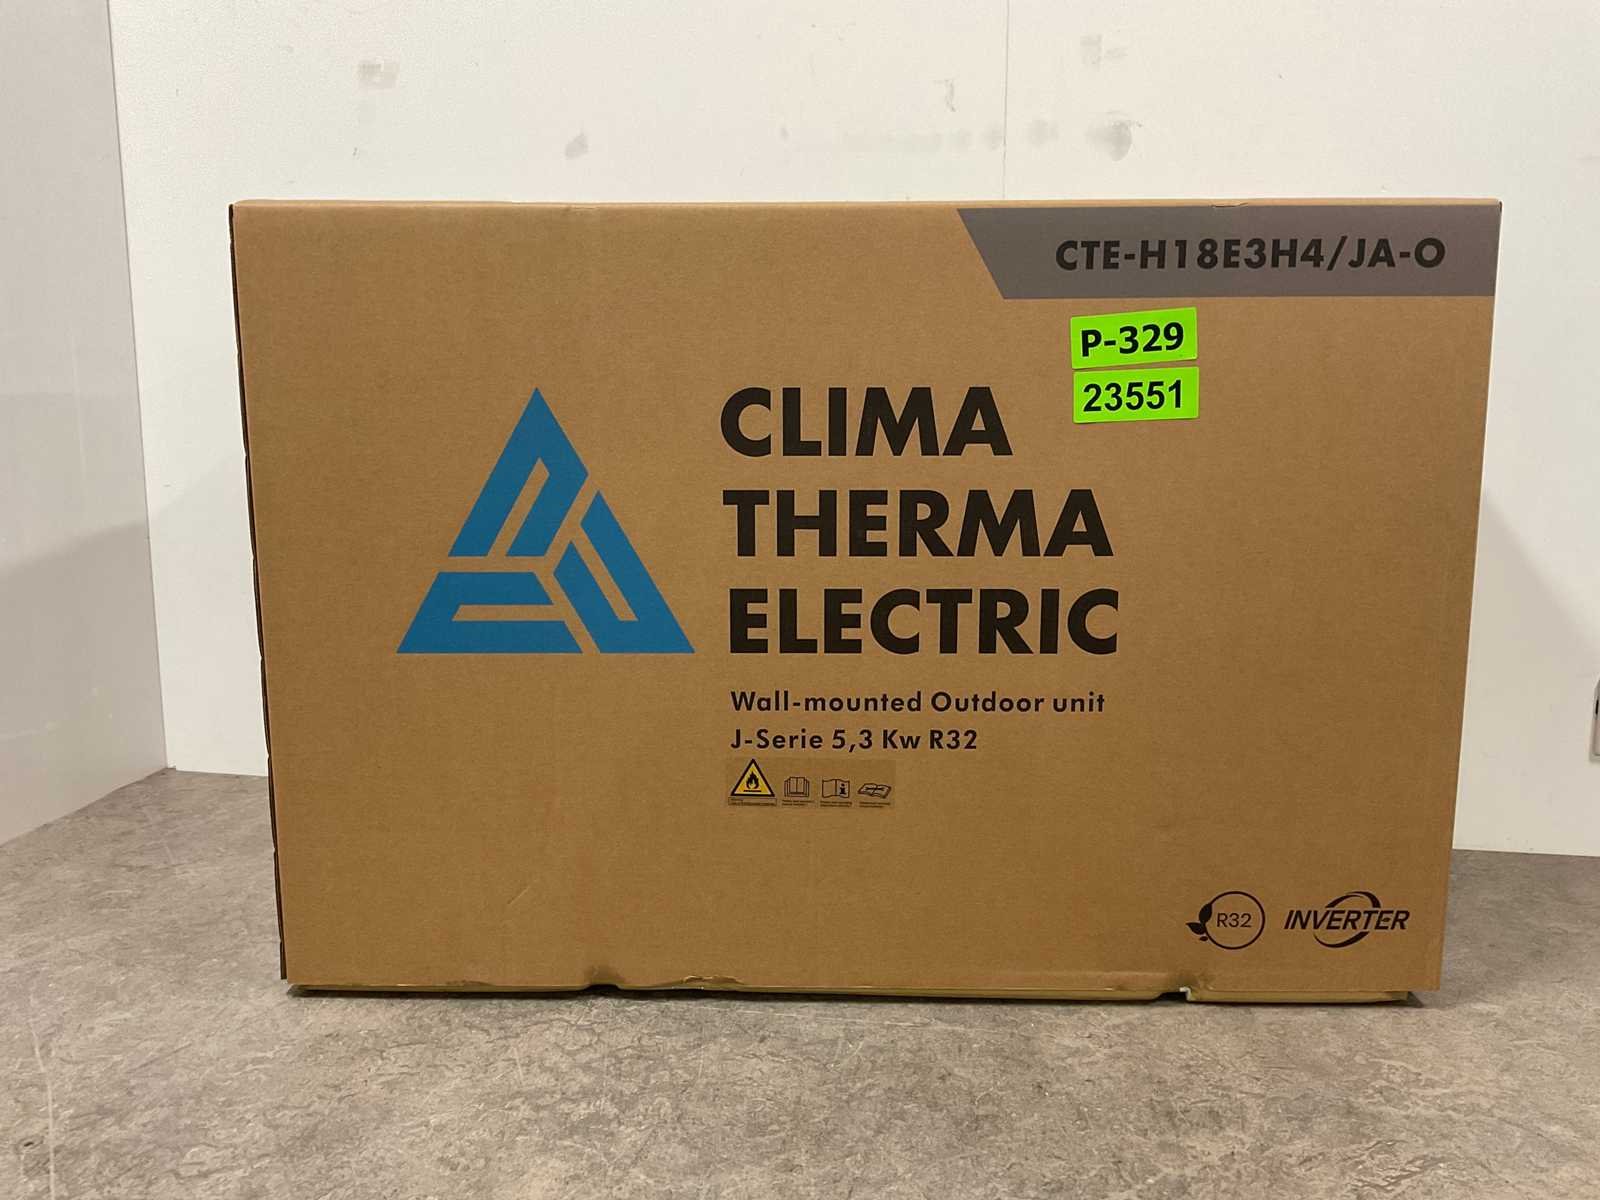 CTE-H18E3H4/JA-O
P-329
23551
CLIMA
THERMA
ELECTRIC
Wall-mounted Outdoor unit
J-Serie 5,3 Kw R32
R32
INVERTER